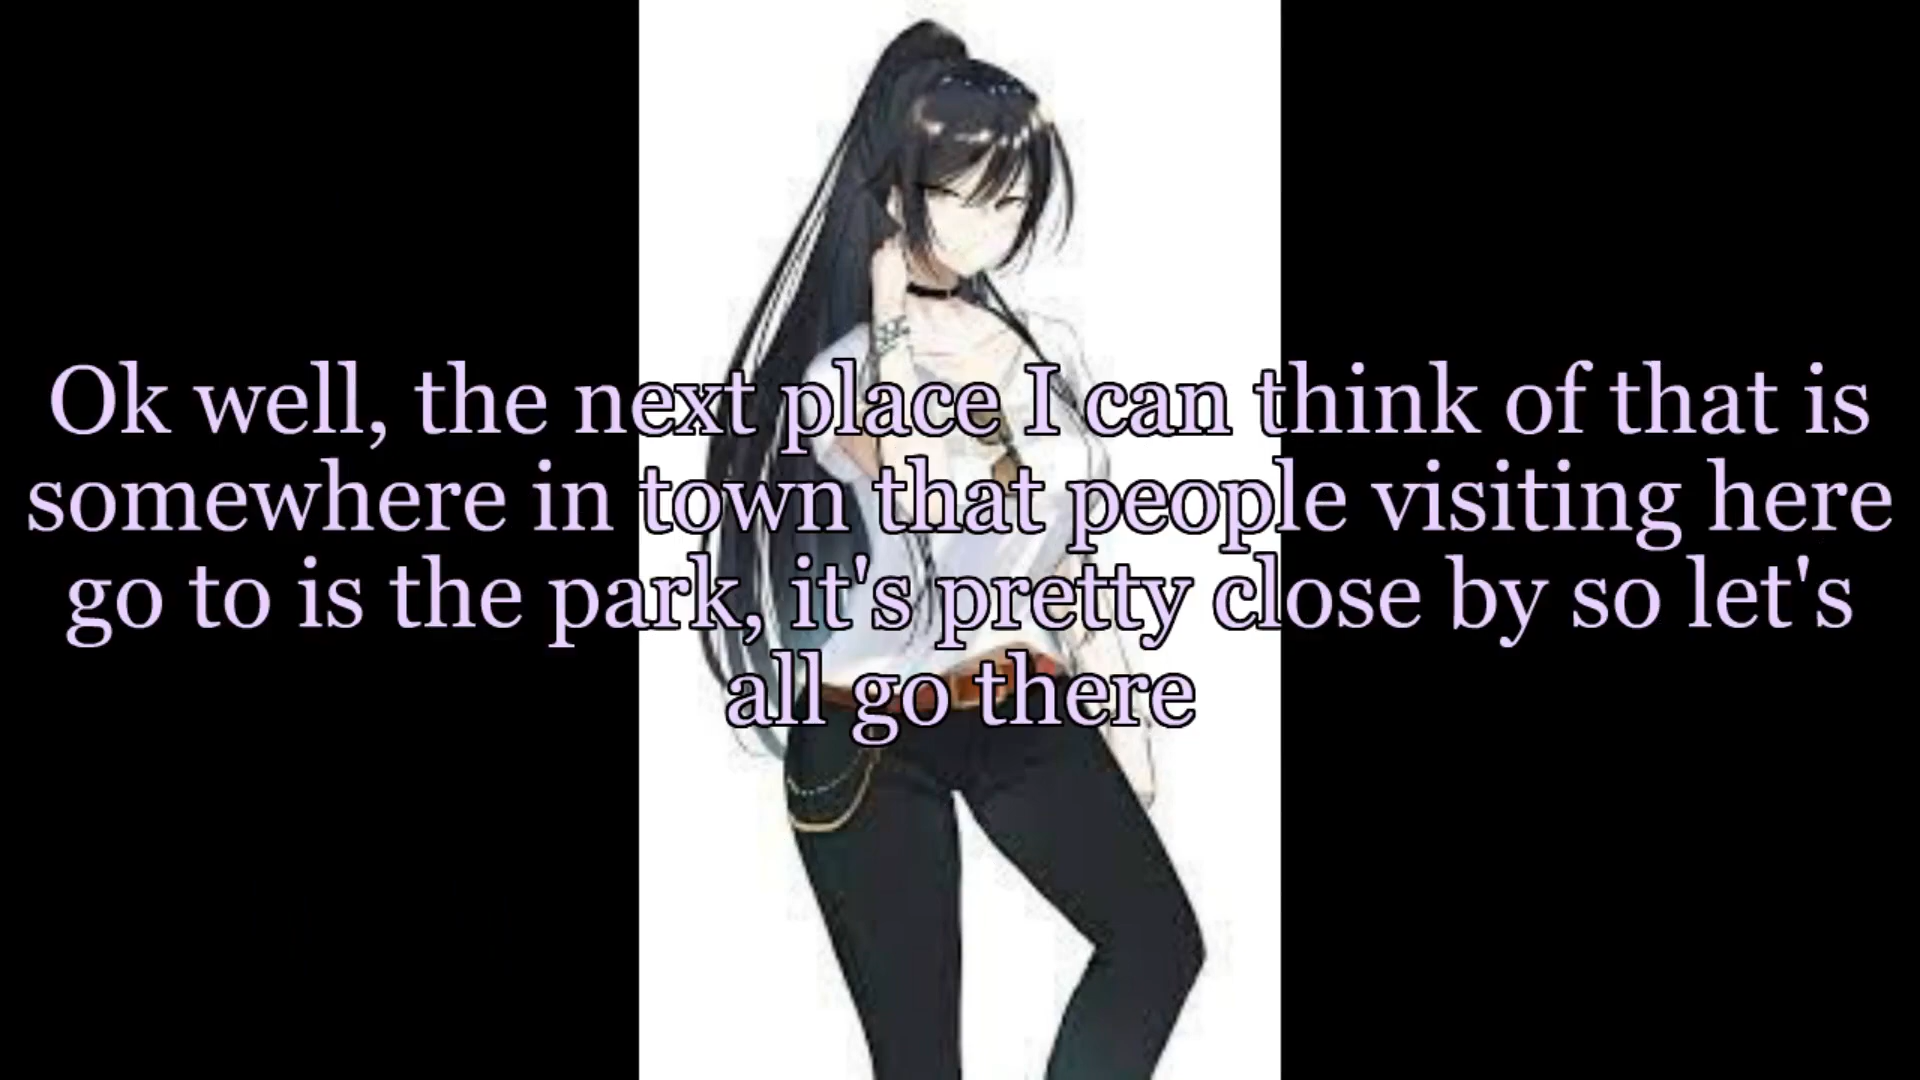 Ok well, the next place I can think of that is
somewhere in town that people visiting here
go to is the park, it's pretty close by so let's
all go there